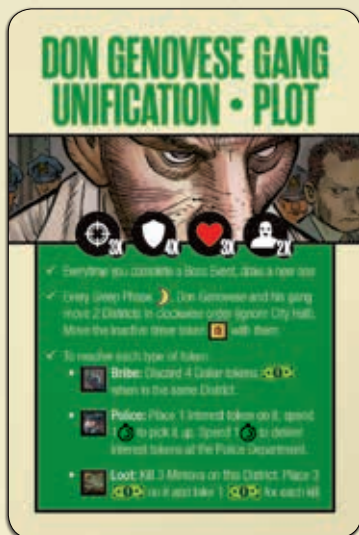 DON GENOVESE GANG
UNIFICATION • PLOT
3X 4X 3X 2X
✓ Everytime you complete a Boss Event, draw a new one
✓ Every Sleep Phase, Don Genovese and his gang
move 2 Districts in clockwise order (ignore City Hall).
Move the inactive time token with them
✓ To resolve each type of token:
• Bribe: Discard 4 Dollar tokens
when in the same District.
• Police: Place 1 Interest token on it, spend
1 to pick it up. Spend 1 to deliver
Interest tokens at the Police Department.
• Loot: Kill 3 Minions on this District. Place 3
on it and take 1 for each kill